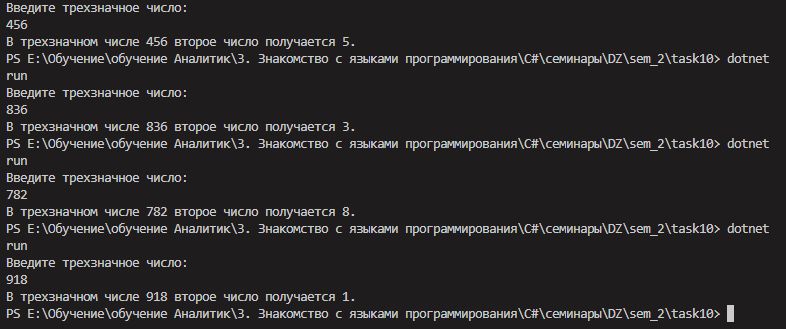 Введите трехзначное число:
456
В трехзначном числе 456 второе число получается 5.
PS E:\Обучение\обучение Аналитик\3. Знакомство с языками программирования\C#\семинары\DZ\sem_2\task10> dotnet
run
Введите трехзначное число:
836
В трехзначном числе 836 второе число получается 3.
PS E:\Обучение\обучение Аналитик\3. Знакомство с языками программирования\C#\семинары\DZ\sem_2\task10> dotnet
run
Введите трехзначное число:
782
В трехзначном числе 782 второе число получается 8.
PS E:\Обучение\обучение Аналитик\3. Знакомство с языками программирования\C#\семинары\DZ\sem_2\task10> dotnet
run
Введите трехзначное число:
918
В трехзначном числе 918 второе число получается 1.
PS E:\Обучение\обучение Аналитик\3. Знакомство с языками программирования\C#\семинары\DZ\sem_2\task10>